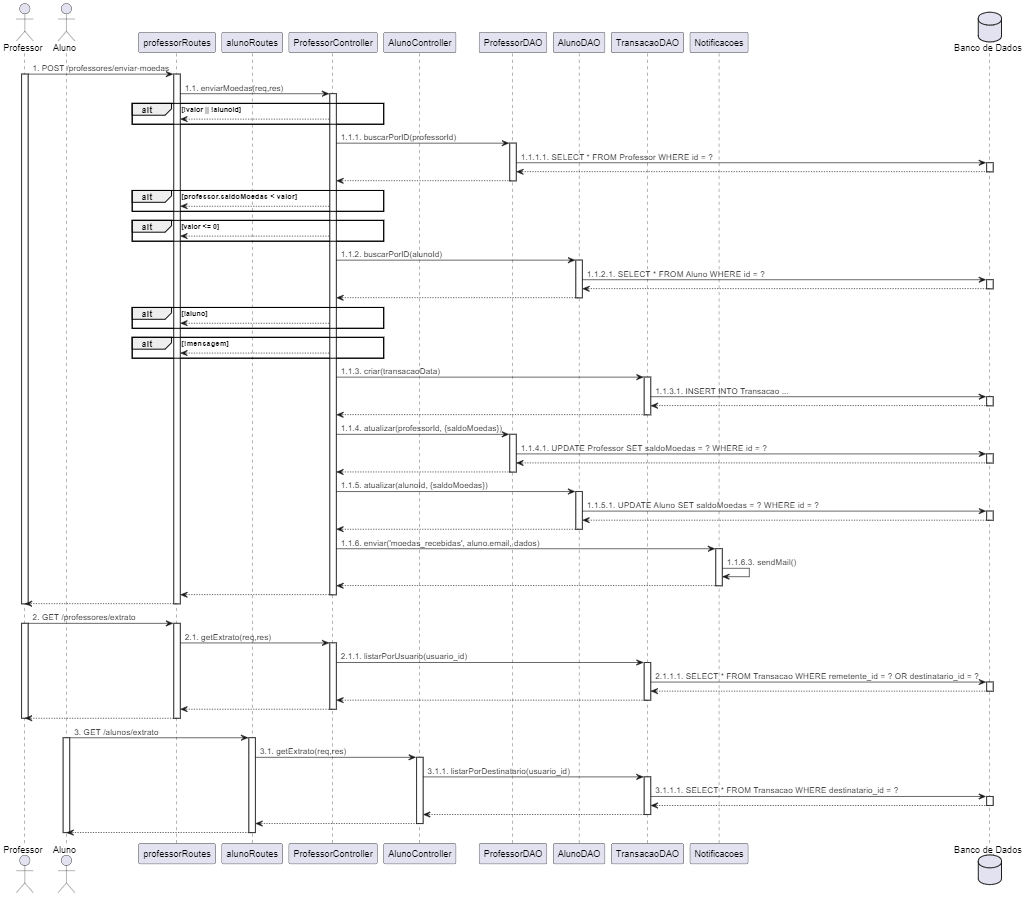 Professor Aluno professorRoutes alunoRoutes ProfessorController AlunoController ProfessorDAO AlunoDAO TransacaoDAO Notificacoes Banco de Dados
1. POST /professores/enviar-moedas
1.1. enviarMoedas(req,res)
alt [!valor || !alunoId]
1.1.1. buscarPorID(professorId)
1.1.1.1. SELECT * FROM Professor WHERE id = ?
alt [professor.saldoMoedas < valor]
alt [valor <= 0]
1.1.2. buscarPorID(alunoId)
1.1.2.1. SELECT * FROM Aluno WHERE id = ?
alt [!aluno]
alt [!mensagem]
1.1.3. criar(transacaoData)
1.1.3.1. INSERT INTO Transacao ...
1.1.4. atualizar(professorId, {saldoMoedas})
1.1.4.1. UPDATE Professor SET saldoMoedas = ? WHERE id = ?
1.1.5. atualizar(alunoId, {saldoMoedas})
1.1.5.1. UPDATE Aluno SET saldoMoedas = ? WHERE id = ?
1.1.6. enviar('moedas_recebidas', aluno.email, dados)
1.1.6.3. sendMail()
2. GET /professores/extrato
2.1. getExtrato(req,res)
2.1.1. listarPorUsuario(usuario_id)
2.1.1.1. SELECT * FROM Transacao WHERE remetente_id = ? OR destinatario_id = ?
3. GET /alunos/extrato
3.1. getExtrato(req,res)
3.1.1. listarPorDestinatario(usuario_id)
3.1.1.1. SELECT * FROM Transacao WHERE destinatario_id = ?
Professor Aluno professorRoutes alunoRoutes ProfessorController AlunoController ProfessorDAO AlunoDAO TransacaoDAO Notificacoes Banco de Dados